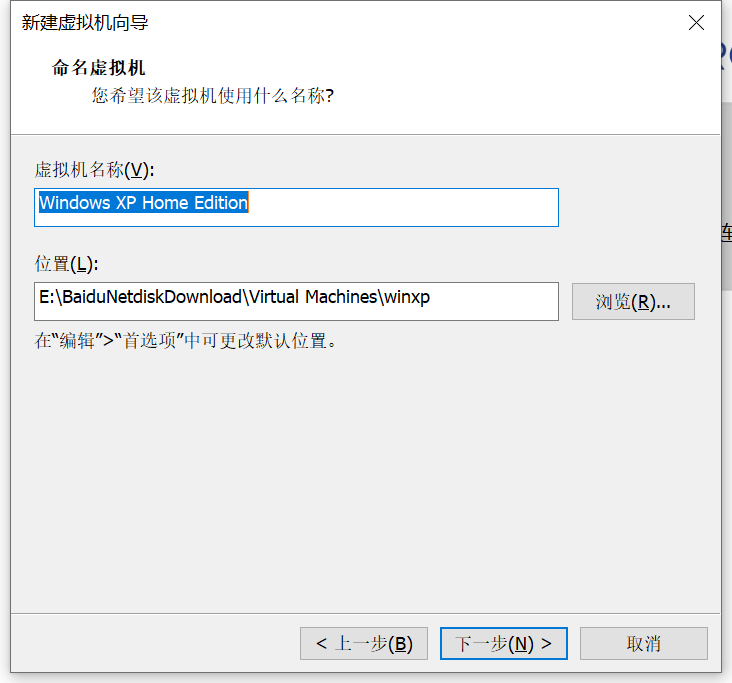 新建虚拟机向导
命名虚拟机
您希望该虚拟机使用什么名称?
虚拟机名称(V):
Windows XP Home Edition
位置(L):
E:\BaiduNetdiskDownload\Virtual Machines\winxp
浏览(R)...
在“编辑”>“首选项”中可更改默认位置。
< 上一步(B)
下一步(N) >
取消